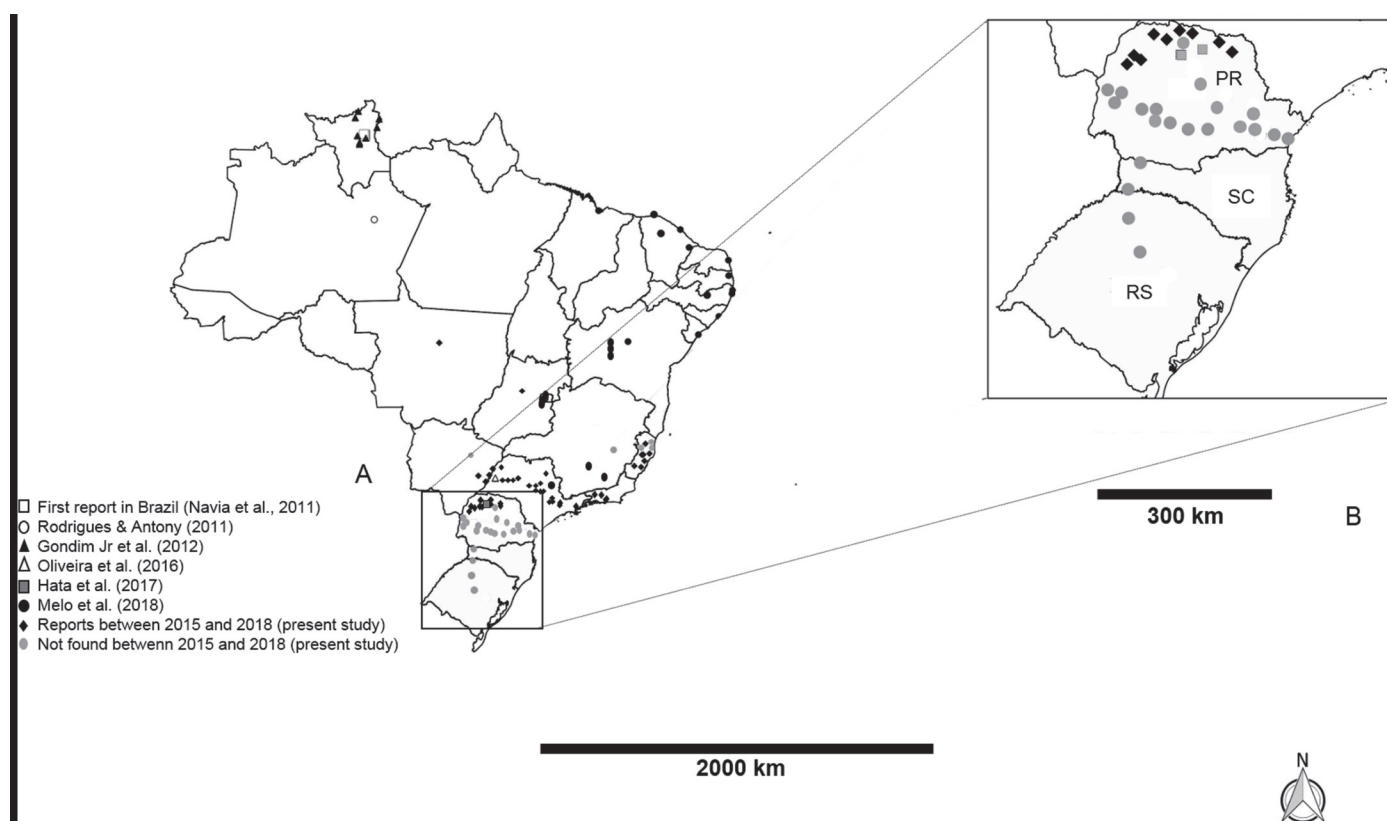 PR
SC
RS
A
First report in Brazil (Navia et al., 2011)
Rodrigues & Antony (2011)
Gondim Jr et al. (2012)
Oliveira et al. (2016)
Hata et al. (2017)
Melo et al. (2018)
Reports between 2015 and 2018 (present study)
Not found betwenn 2015 and 2018 (present study)
300 km
B
2000 km
N